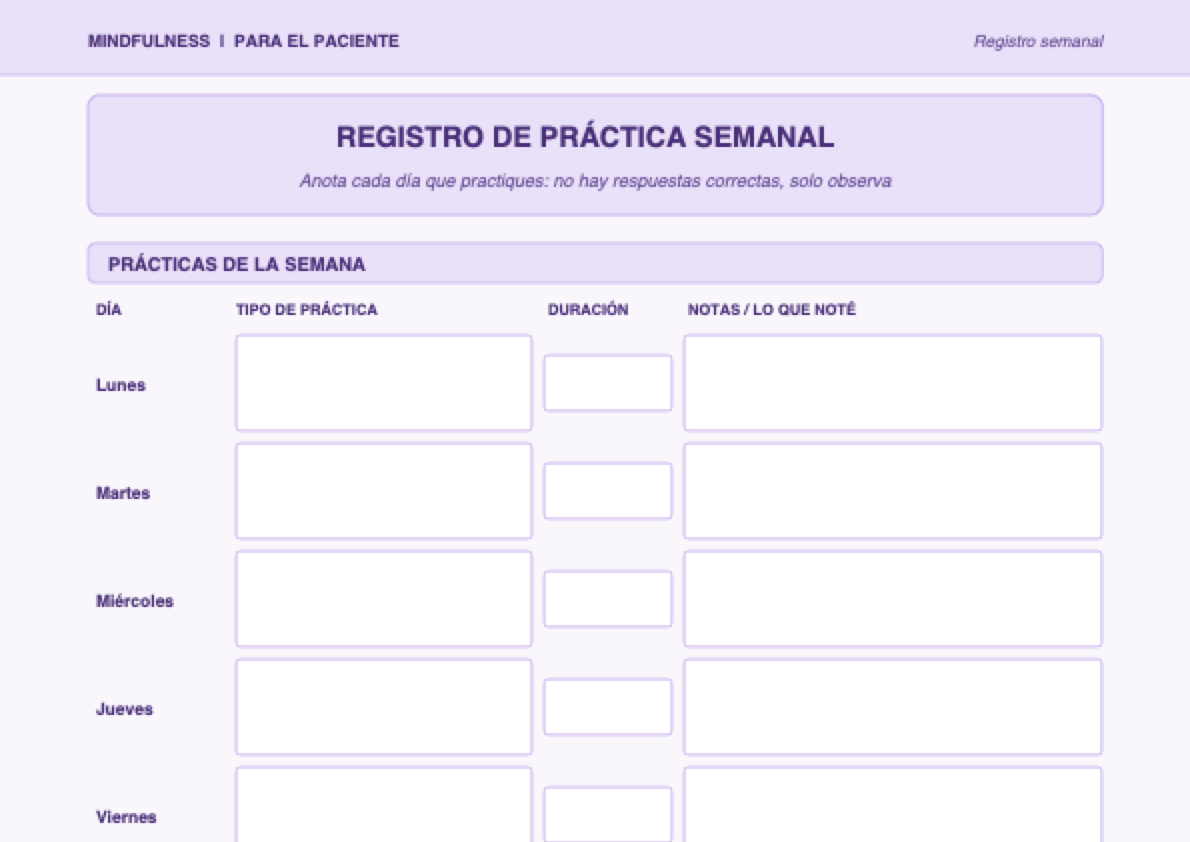 MINDFULNESS | PARA EL PACIENTE
Registro semanal
REGISTRO DE PRÁCTICA SEMANAL
Anota cada día que practiques: no hay respuestas correctas, solo observa
PRÁCTICAS DE LA SEMANA
DÍA TIPO DE PRÁCTICA DURACIÓN NOTAS / LO QUE NOTÉ
Lunes
Martes
Miércoles
Jueves
Viernes